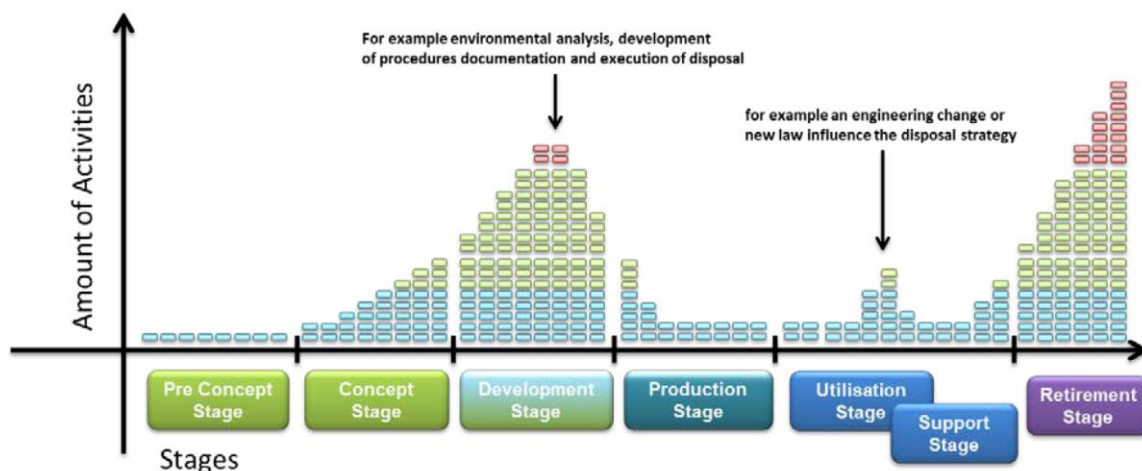 For example environmental analysis, development
of procedures documentation and execution of disposal
for example an engineering change or
new law influence the disposal strategy
Amount of Activities
Pre Concept
Stage
Concept
Stage
Development
Stage
Production
Stage
Utilisation
Stage
Support
Stage
Retirement
Stage
Stages